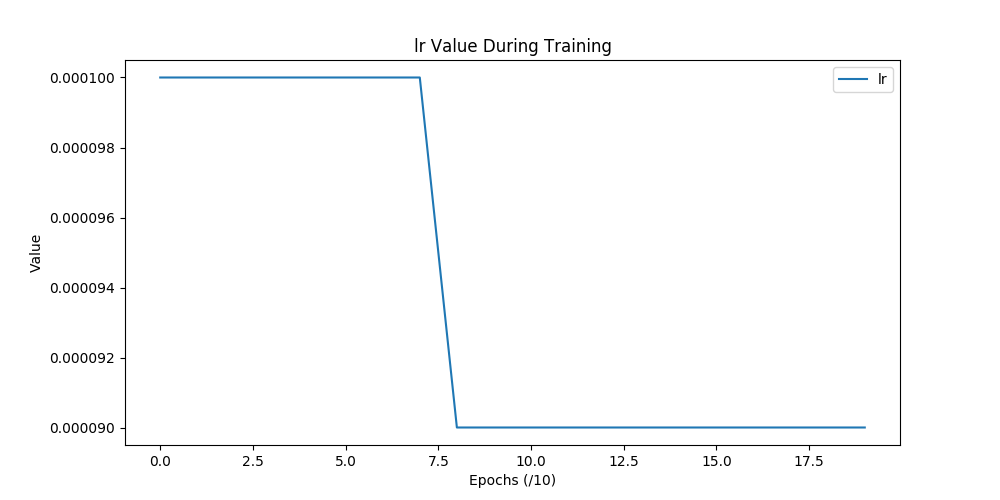 lr Value During Training
lr
0.000100
0.000098
0.000096
0.000094
0.000092
0.000090
Value
0.0 2.5 5.0 7.5 10.0 12.5 15.0 17.5
Epochs (/10)